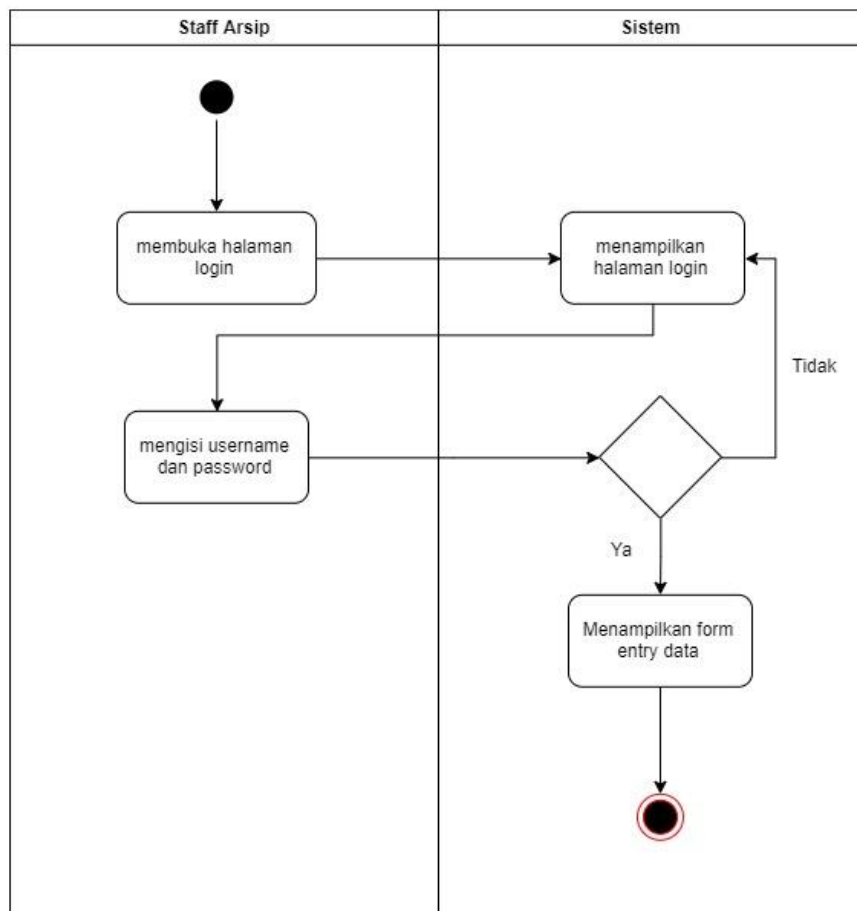 Staff Arsip
Sistem
membuka halaman
login
menampilkan
halaman login
Tidak
mengisi username
dan password
Ya
Menampilkan form
entry data